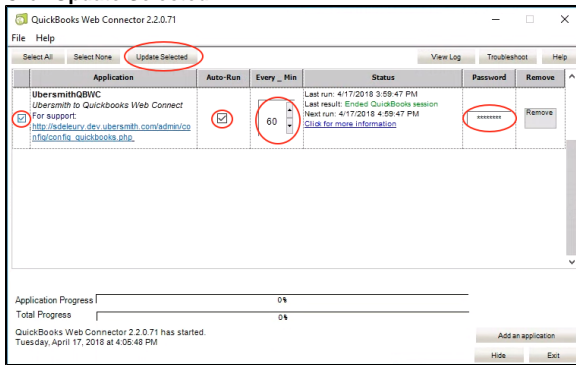 QuickBooks Web Connector 2.2.0.71
File Help
Select All Select None Update Selected View Log Troubleshoot Help
Application Auto-Run Every _ Min Status Password Remove
UbersmithQBWC
Ubersmith to Quickbooks Web Connect
For support:
http://sdeleury.dev.ubersmith.com/admin/co
nfig/config_quickbooks.php.
60
Last run: 4/17/2018 3:59:47 PM
Last result: Ended QuickBooks session
Next run: 4/17/2018 4:59:47 PM
Click for more information
********
Remove
Application Progress 0%
Total Progress 0%
QuickBooks Web Connector 2.2.0.71 has started.
Tuesday, April 17, 2018 at 4:05:48 PM
Add an application
Hide Exit